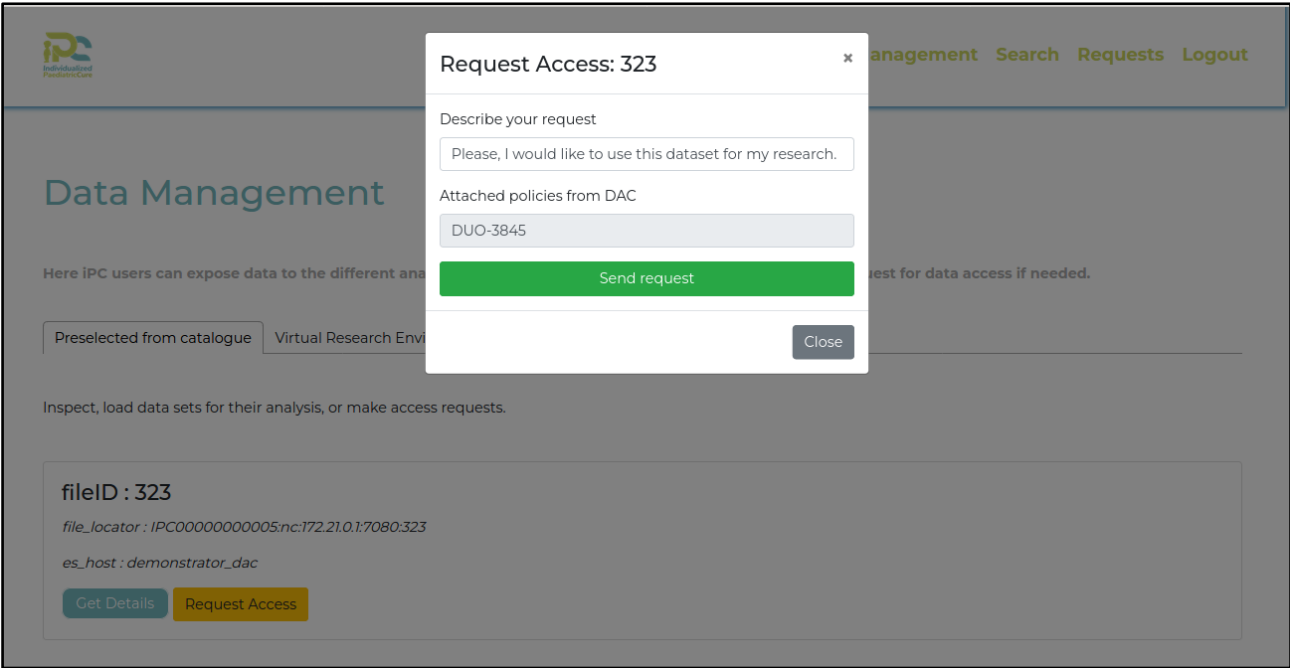 iPC
Individualized
PaediatricCure
anagement Search Requests Logout
Request Access: 323
×
Describe your request
Please, I would like to use this dataset for my research.
Attached policies from DAC
DUO-3845
Send request
Close
Data Management
Here iPC users can expose data to the different ana
uest for data access if needed.
Preselected from catalogue
Virtual Research Envi
Inspect, load data sets for their analysis, or make access requests.
fileID : 323
file_locator : IPC00000000005:nc:172.21.0.1:7080:323
es_host : demonstrator_dac
Get Details
Request Access